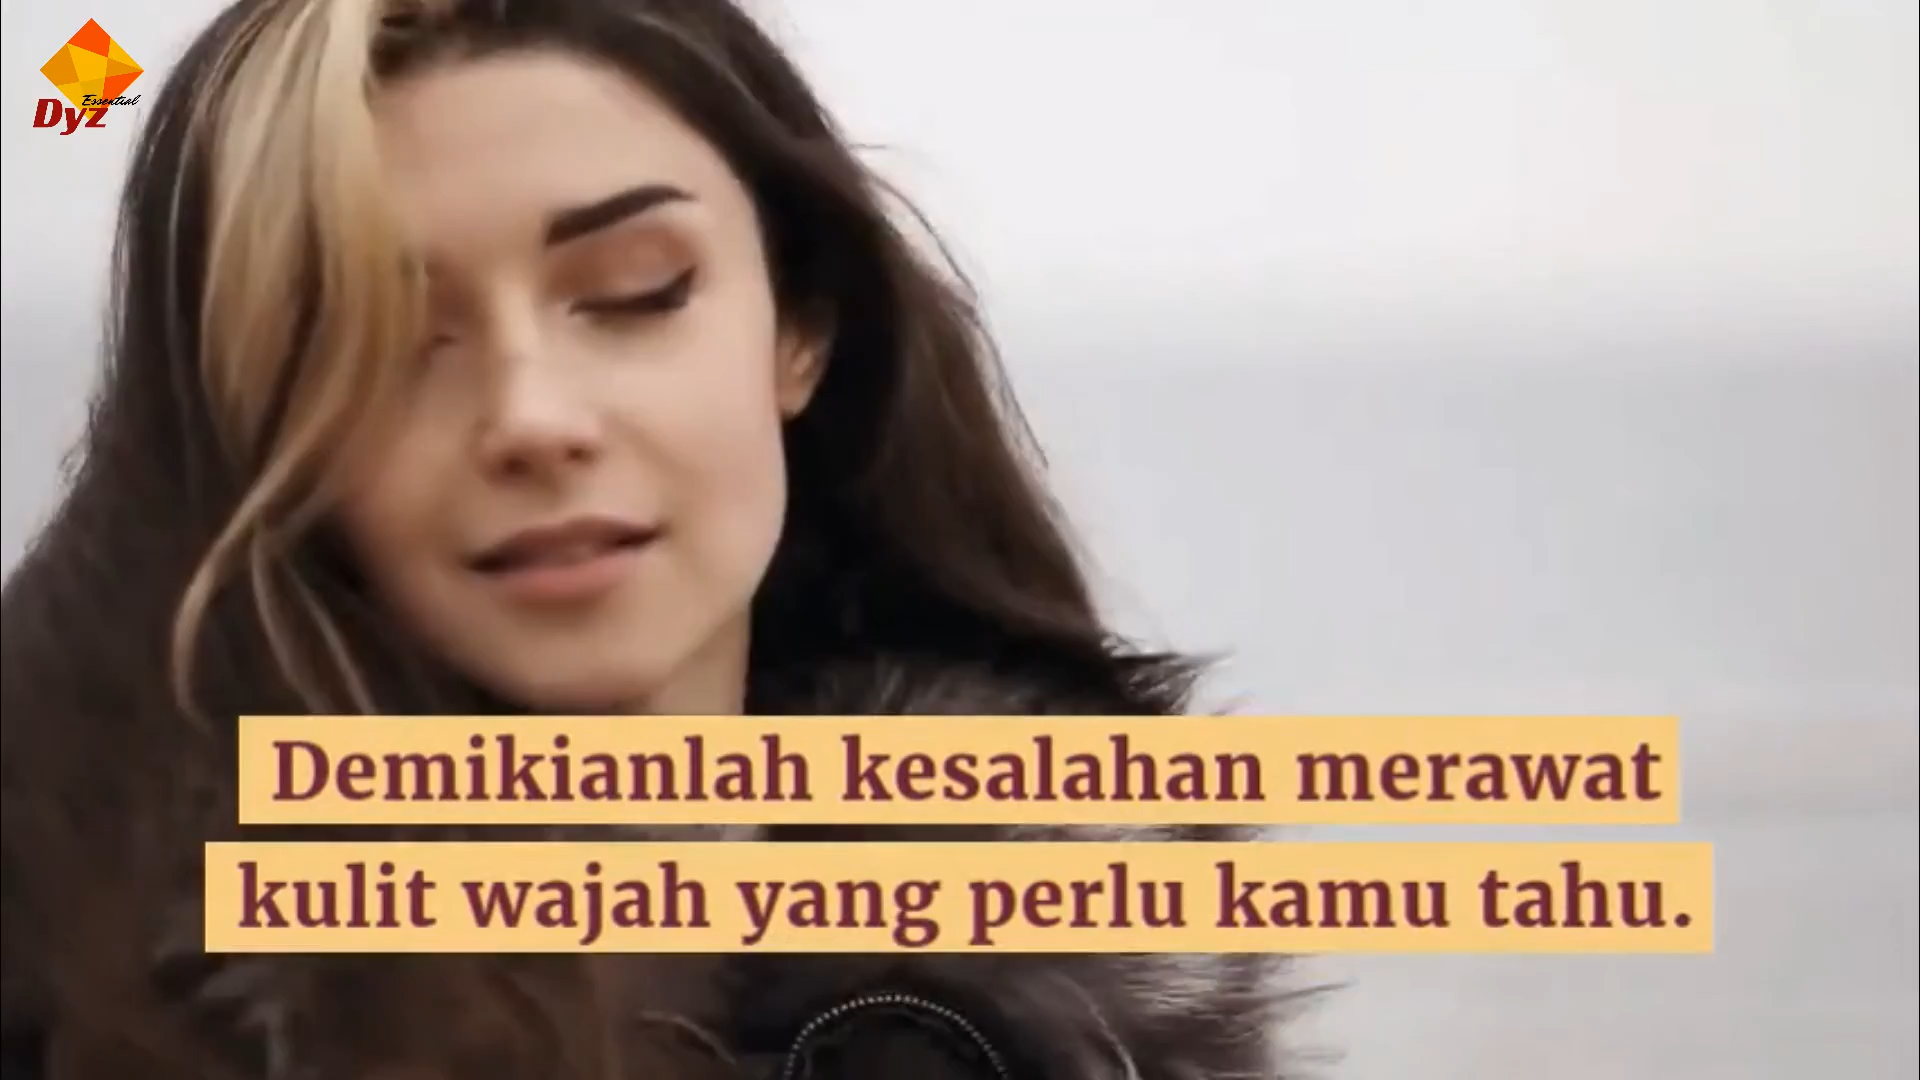 Essential
Dyz
Demikianlah kesalahan merawat
kulit wajah yang perlu kamu tahu.